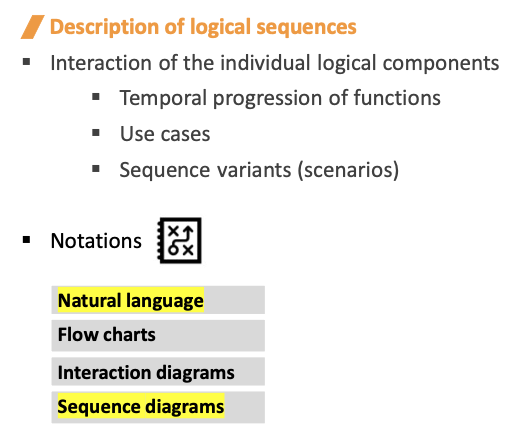 Description of logical sequences
▪ Interaction of the individual logical components
▪ Temporal progression of functions
▪ Use cases
▪ Sequence variants (scenarios)
▪ Notations
Natural language
Flow charts
Interaction diagrams
Sequence diagrams